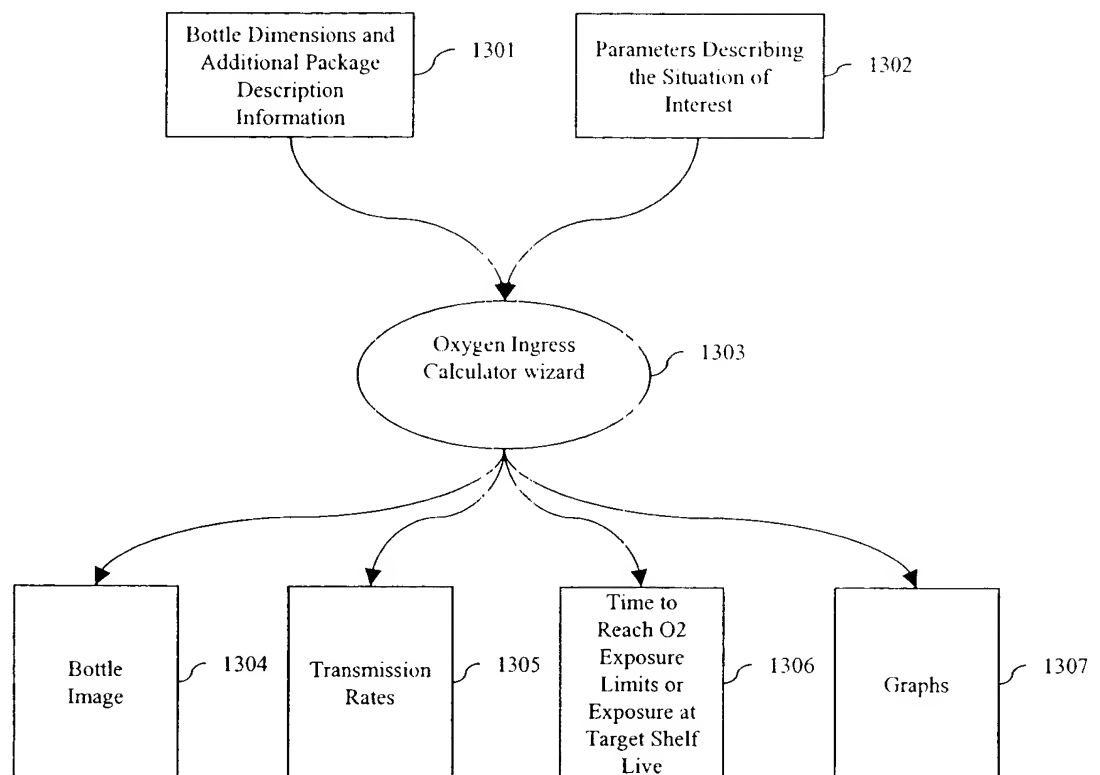 Bottle Dimensions and
Additional Package
Description
Information
1301
Parameters Describing
the Situation of
Interest
1302
Oxygen Ingress
Calculator wizard
1303
Bottle
Image
1304
Transmission
Rates
1305
Time to
Reach O2
Exposure
Limits or
Exposure at
Target Shelf
Live
1306
Graphs
1307